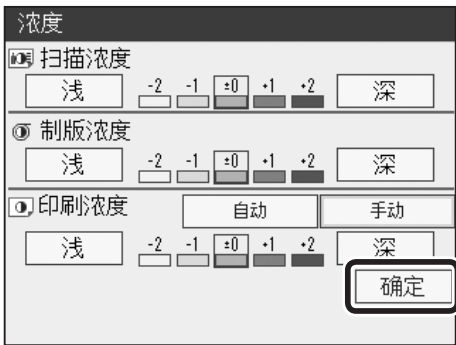 浓度
扫描浓度
浅 -2 -1 ±0 +1 +2 深
制版浓度
浅 -2 -1 ±0 +1 +2 深
印刷浓度 自动 手动
浅 -2 -1 ±0 +1 +2 深
确定